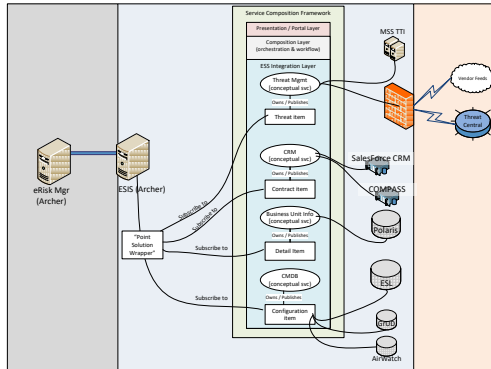 Service Composition Framework
Presentation / Portal Layer
Composition Layer
(orchestration & workflow)
ESS Integration Layer
Threat Mgmt
(conceptual svc)
Owns / Publishes
Threat item
CRM
(conceptual svc)
Owns / Publishes
Contract item
Business Unit Info
(conceptual svc)
Owns / Publishes
Detail Item
CMDB
(conceptual svc)
Owns / Publishes
Configuration
item
eRisk Mgr
(Archer)
ESIS (Archer)
"Point
Solution
Wrapper"
Subscribe to
Subscribe to
Subscribe to
Subscribe to
MSS TTI
Vendor Feeds
Threat
Central
SalesForce CRM
COMPASS
Polaris
ESL
GrUD
AirWatch